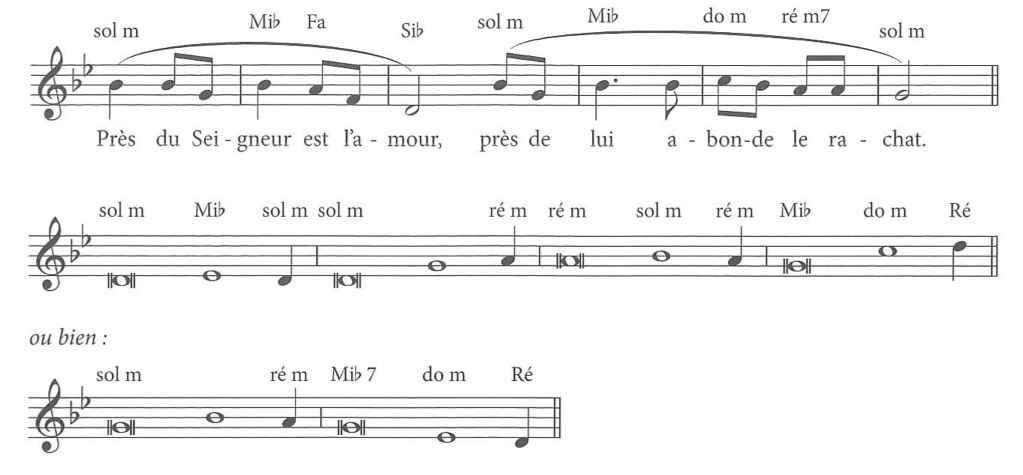 sol m Mi♭ Fa Si♭ sol m Mi♭ do m ré m7 sol m
Près du Sei - gneur est l'a - mour, près de lui a - bon-de le ra - chat.
sol m Mi♭ sol m sol m ré m ré m sol m ré m Mi♭ do m Ré
ou bien :
sol m ré m Mi♭ 7 do m Ré